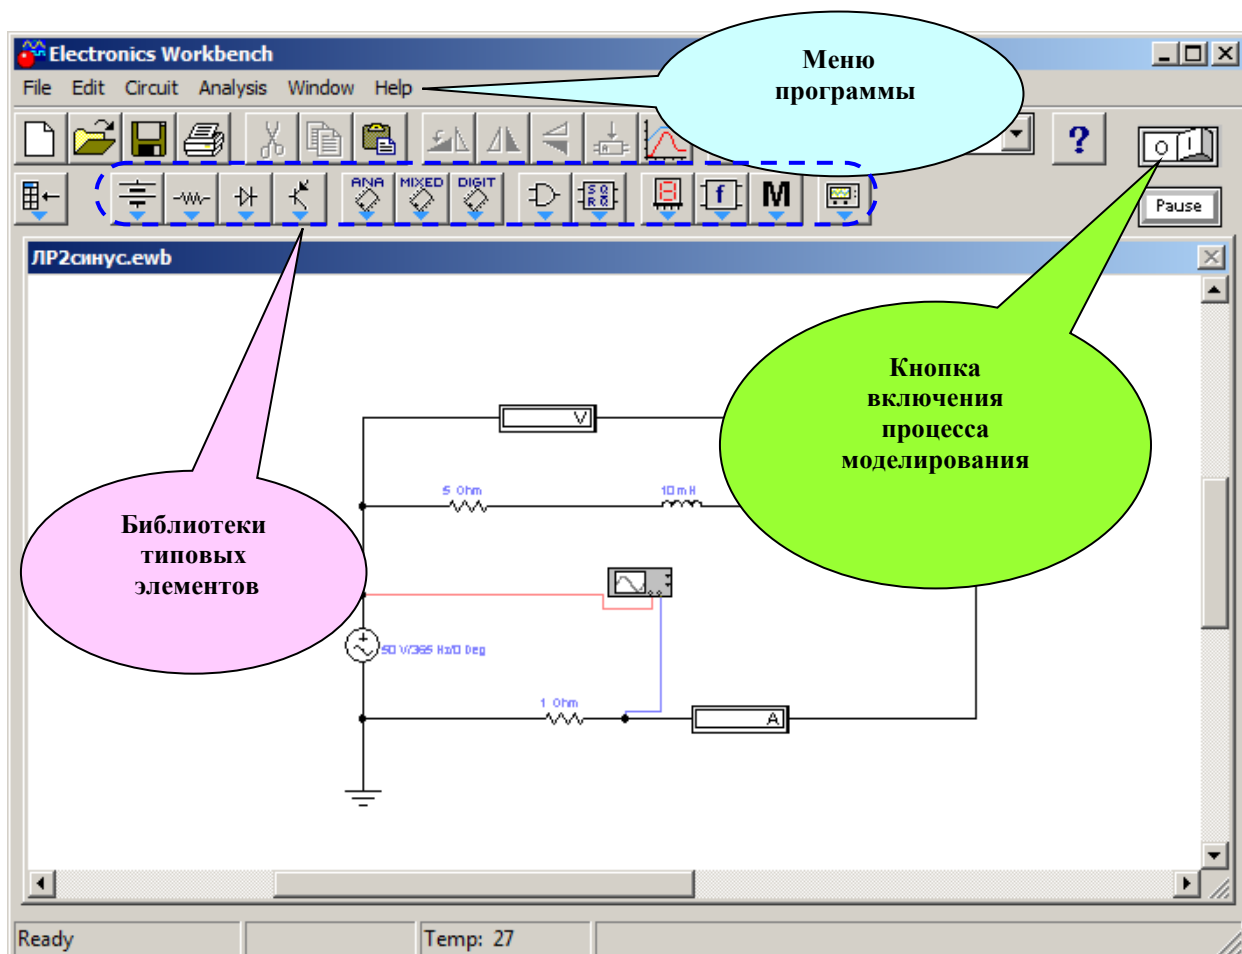 Electronics Workbench
Меню
программы
File Edit Circuit Analysis Window Help
?
O I
ANA MIXED DIGIT
f M
Pause
ЛР2синус.ewb
Кнопка
включения
процесса
моделирования
V
5 Ohm 10 mH
Библиотеки
типовых
элементов
50 V/365 Hz/0 Deg
1 Ohm
A
Ready Temp: 27